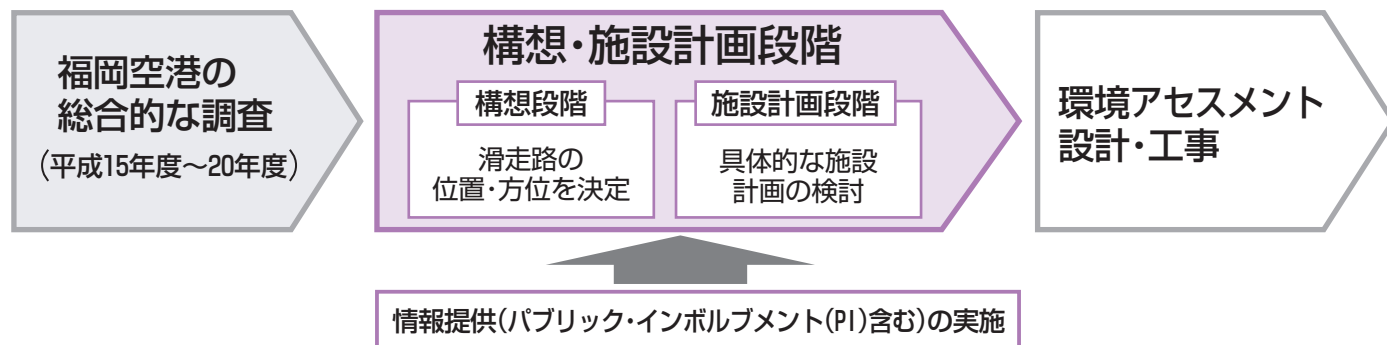 福岡空港の
総合的な調査
(平成15年度～20年度)
構想・施設計画段階
構想段階
滑走路の
位置・方位を決定
施設計画段階
具体的な施設
計画の検討
環境アセスメント
設計・工事
情報提供(パブリック・インボルブメント(PI)含む)の実施